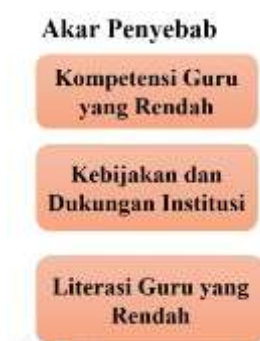 Akar Penyebab
Kompetensi Guru
yang Rendah
Kebijakan dan
Dukungan Institusi
Literasi Guru yang
Rendah